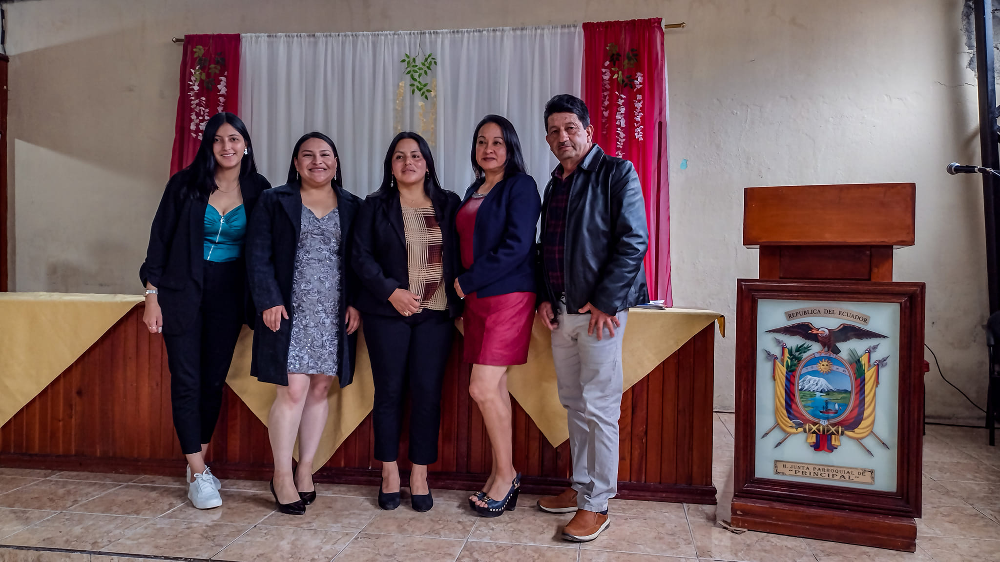 REPUBLICA DEL ECUADOR
H. JUNTA PARROQUIAL DE
"PRINCIPAL"